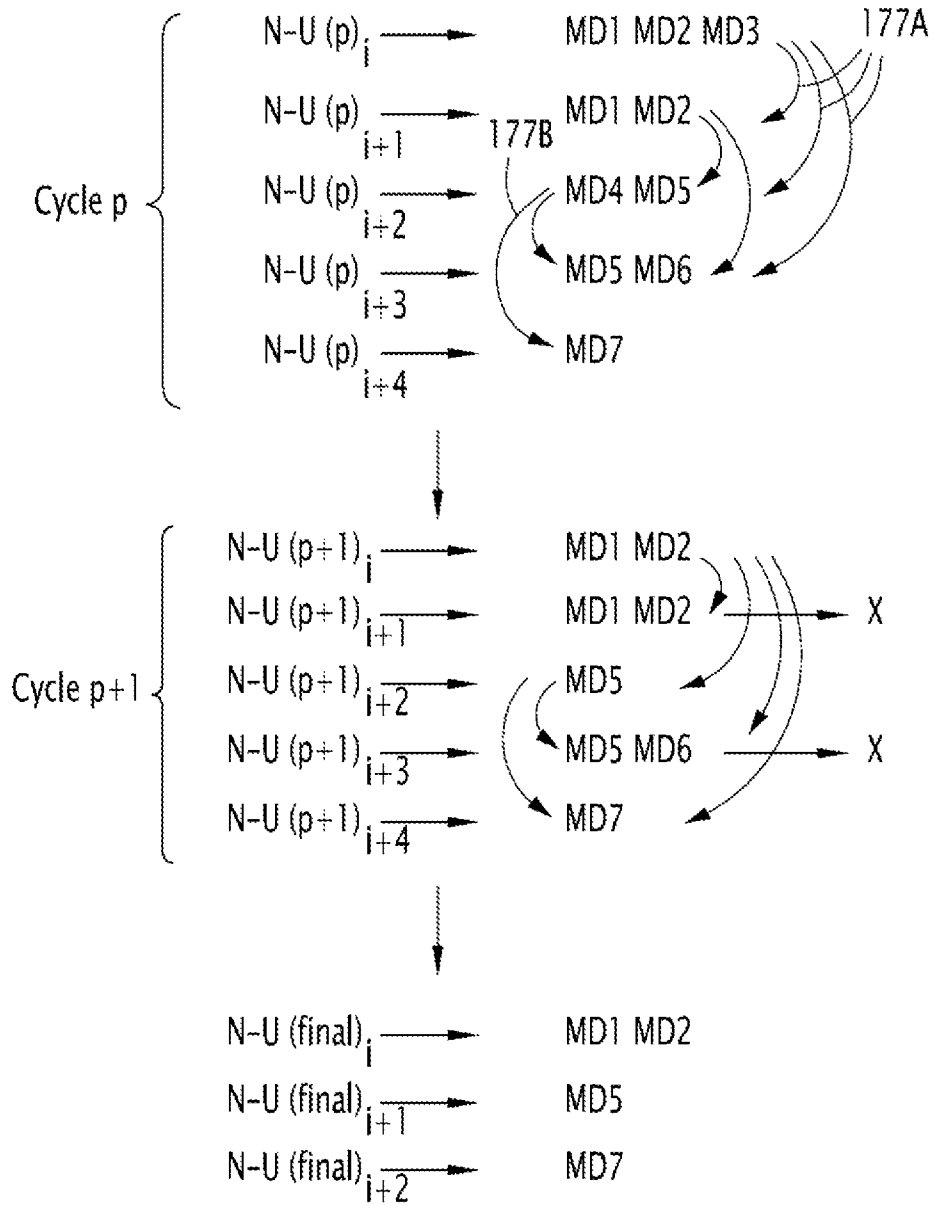 N-U (p) i MD1 MD2 MD3 177A
N-U (p) i+1 MD1 MD2
177B
Cycle p N-U (p) i+2 MD4 MD5
N-U (p) i+3 MD5 MD6
N-U (p) i+4 MD7
N-U (p+1) i MD1 MD2
N-U (p+1) i+1 MD1 MD2 X
Cycle p+1 N-U (p+1) i+2 MD5
N-U (p+1) i+3 MD5 MD6 X
N-U (p+1) i+4 MD7
N-U (final) i MD1 MD2
N-U (final) i+1 MD5
N-U (final) i+2 MD7